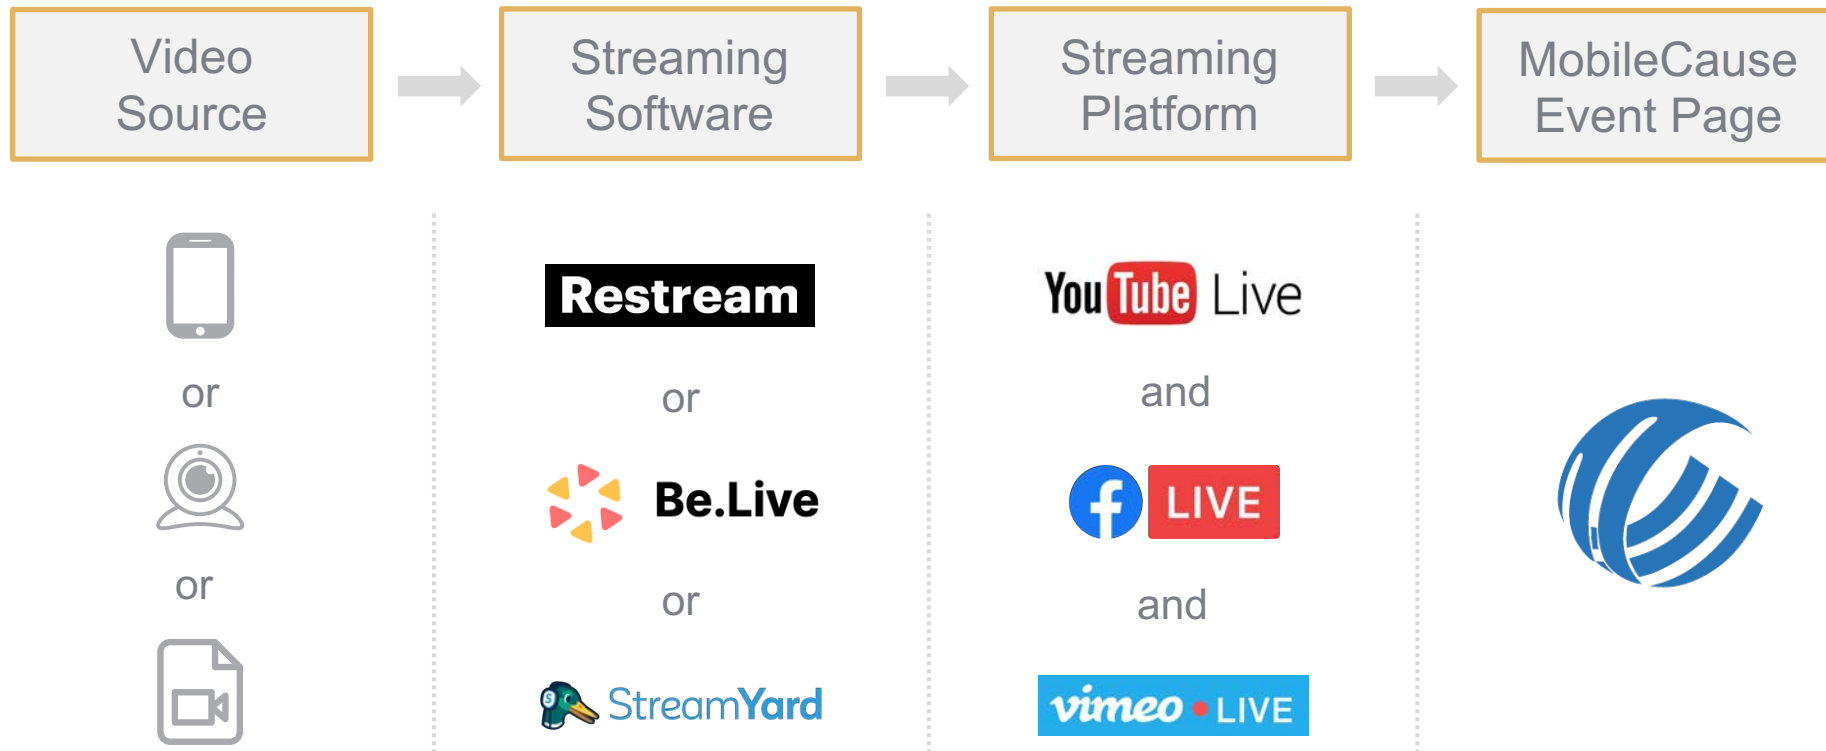 Video
Source
Streaming
Software
Streaming
Platform
MobileCause
Event Page
or
or
Restream
or
Be.Live
or
S
StreamYard
YouTube Live
and
f LIVE
and
vimeo LIVE